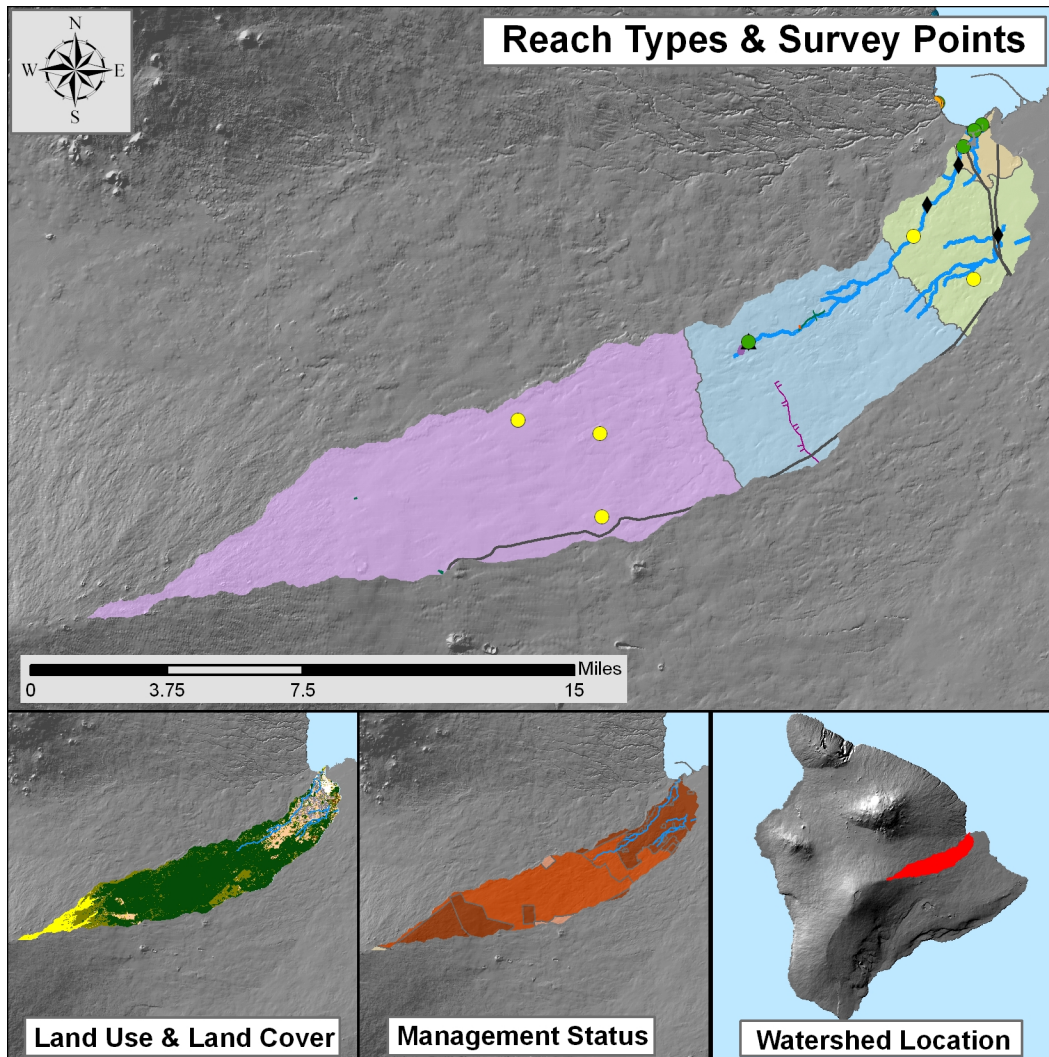 N
Reach Types & Survey Points
W
E
S
Miles
0
3.75
7.5
15
Land Use & Land Cover
Management Status
Watershed Location